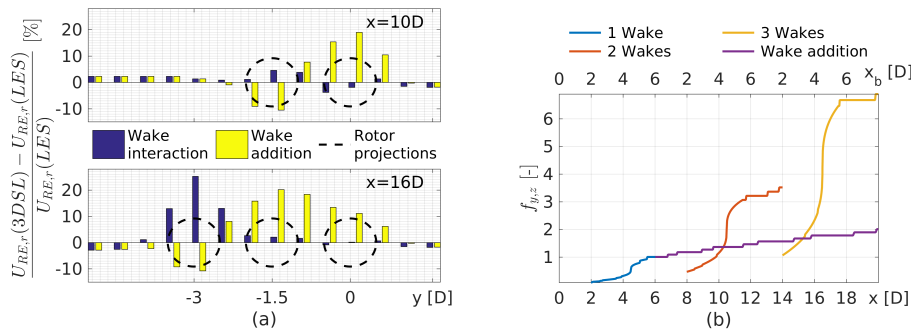 U_{RE,r}(3DSL) − U_{RE,r}(LES)
U_{RE,r}(LES)
[%]
20
10
0
-10
x=10D
Wake interaction
Wake addition
Rotor projections
20
10
0
-10
x=16D
-3 -1.5 0 y [D]
(a)
1 Wake
2 Wakes
3 Wakes
Wake addition
0 2 4 6 0 2 4 6 0 2 4 6 x_b [D]
f_{y,z} [-]
6
5
4
3
2
1
0 2 4 6 8 10 12 14 16 18 x [D]
(b)